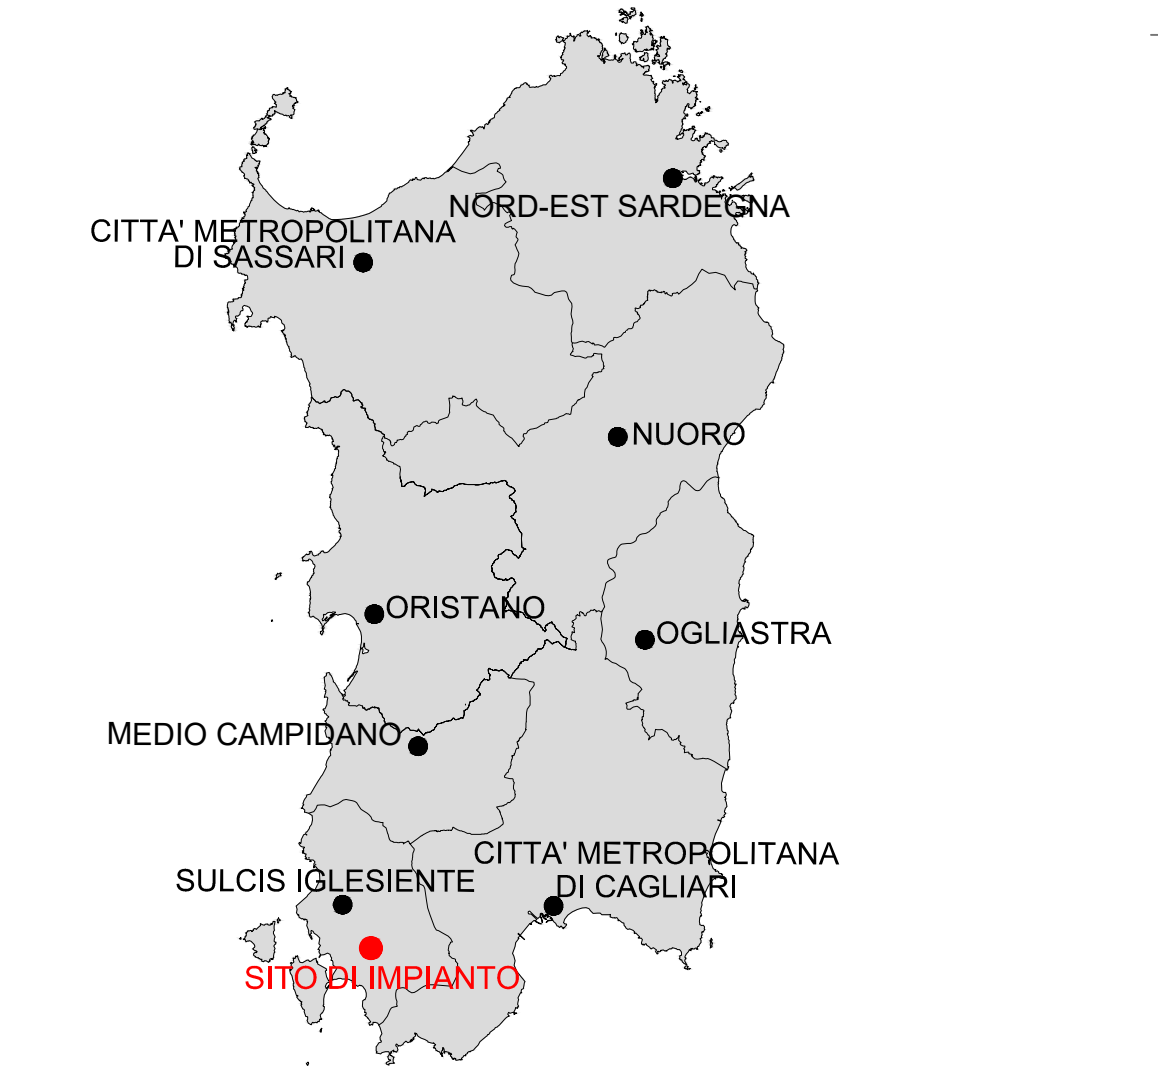 NORD-EST SARDEGNA
CITTA' METROPOLITANA
DI SASSARI
NUORO
ORISTANO
OGLIASTRA
MEDIO CAMPIDANO
CITTA' METROPOLITANA
DI CAGLIARI
SULCIS IGLESIENTE
SITO DI IMPIANTO